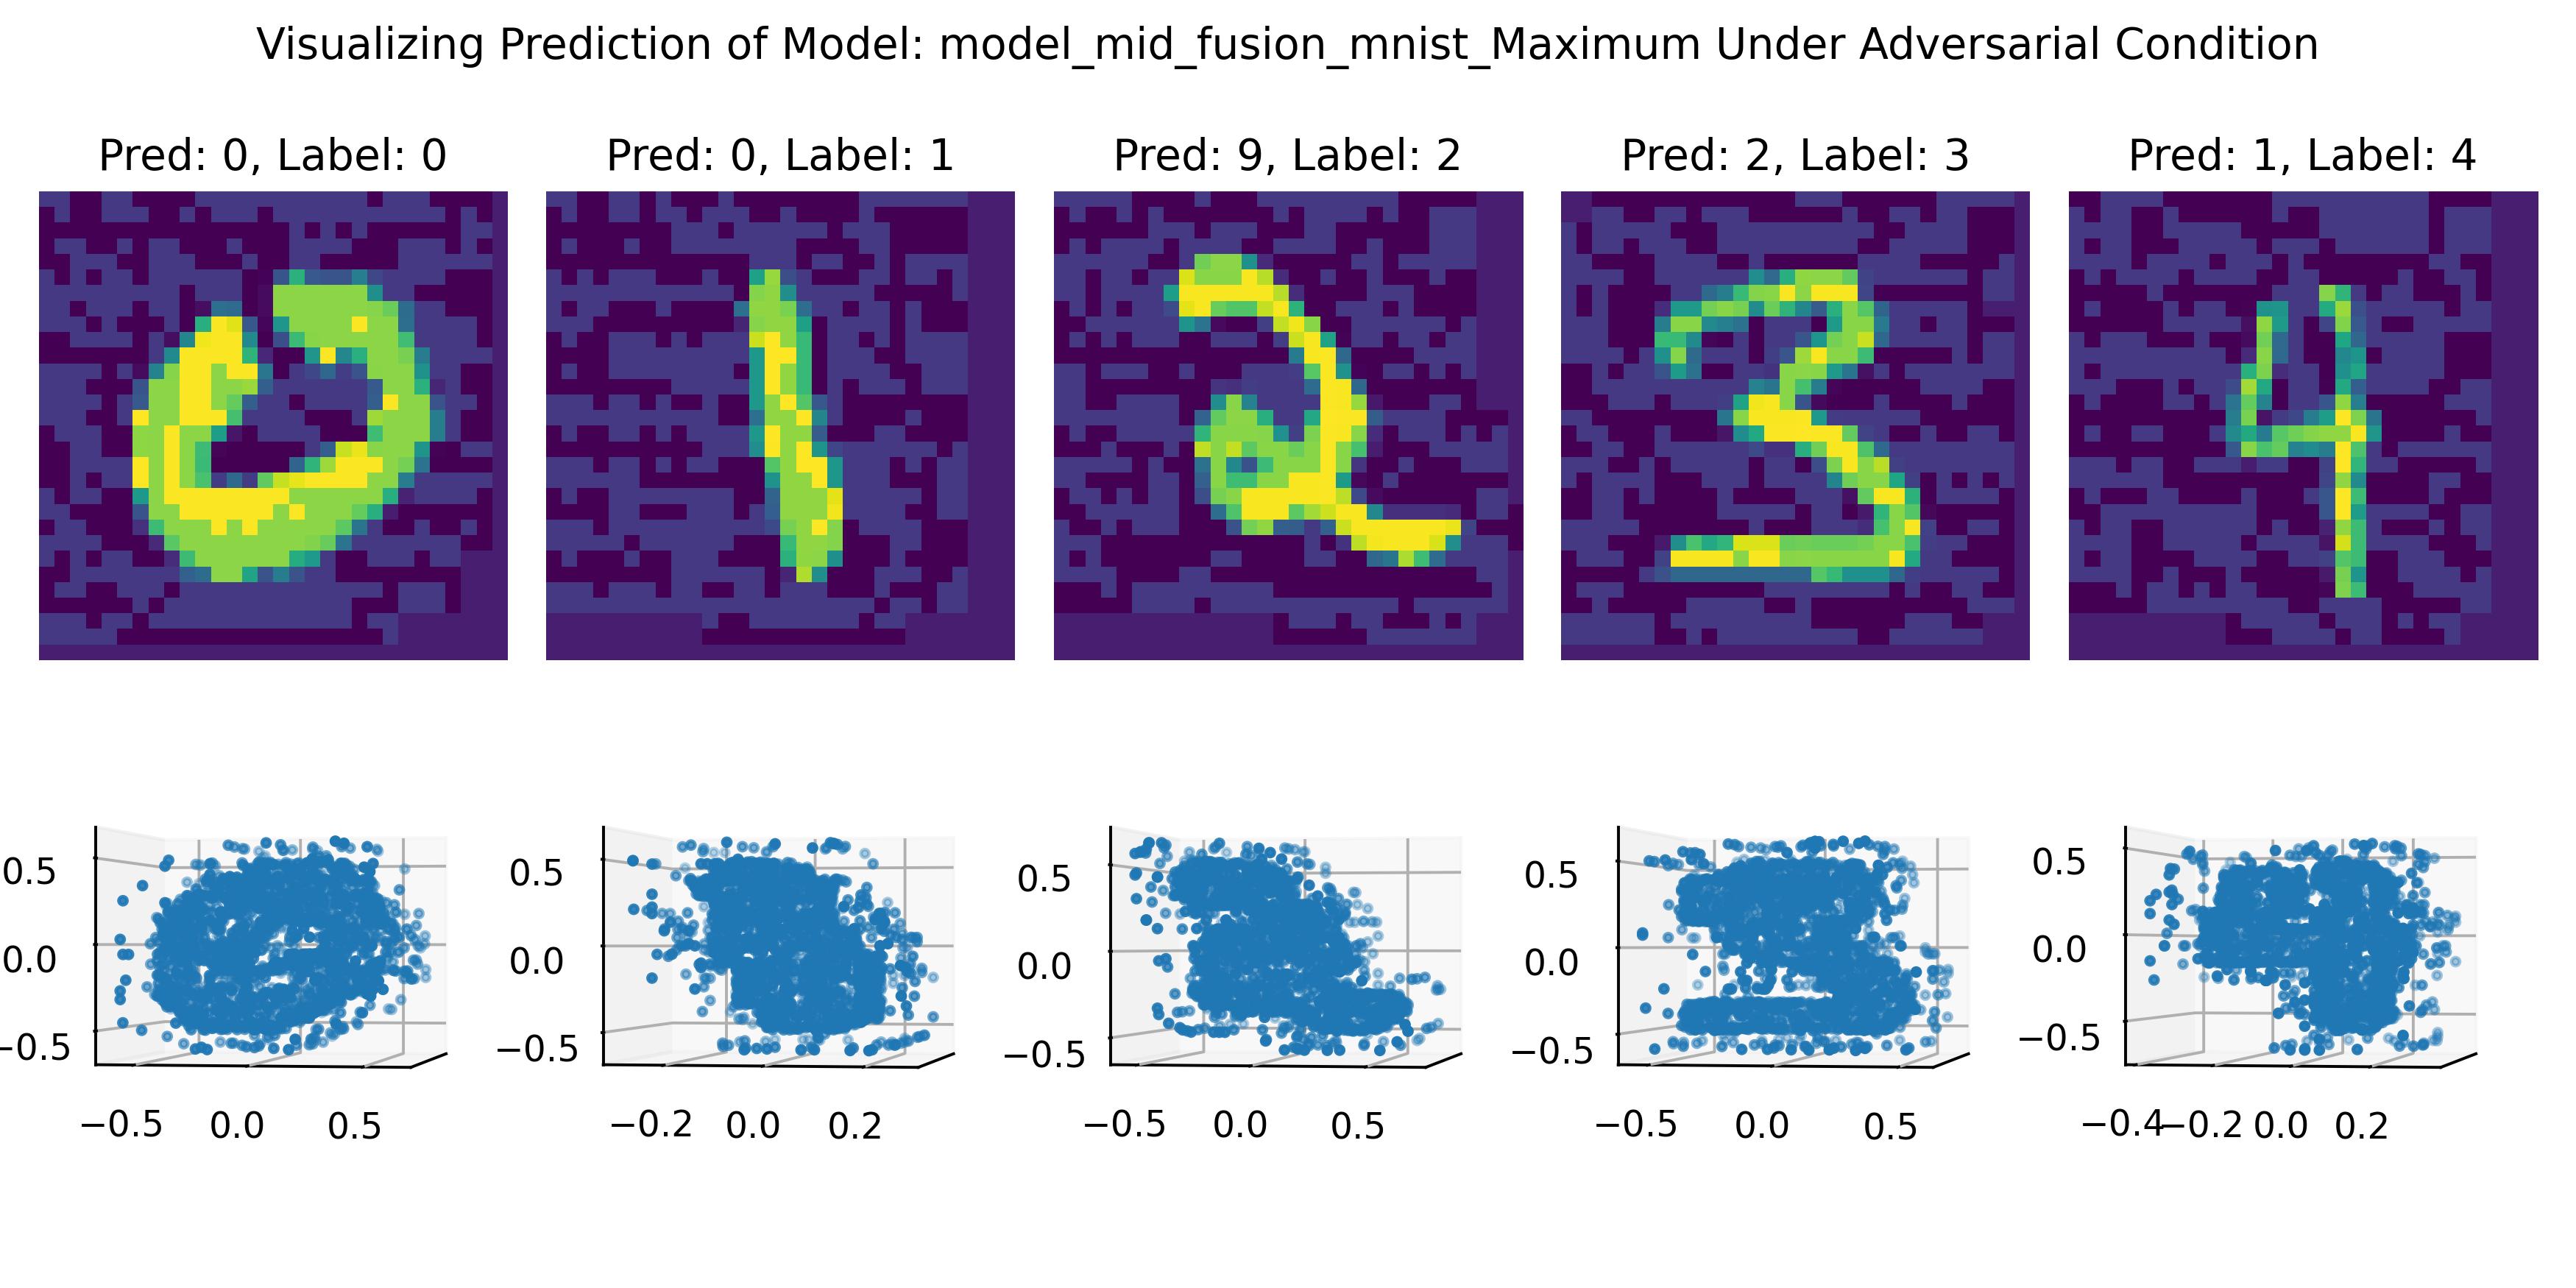 Visualizing Prediction of Model: model_mid_fusion_mnist_Maximum Under Adversarial Condition
Pred: 0, Label: 0
Pred: 0, Label: 1
Pred: 9, Label: 2
Pred: 2, Label: 3
Pred: 1, Label: 4
0.5
0.0
−0.5
−0.5 0.0 0.5
0.5
0.0
−0.5
−0.2 0.0 0.2
0.5
0.0
−0.5
−0.5 0.0 0.5
0.5
0.0
−0.5
−0.5 0.0 0.5
0.5
0.0
−0.5
−0.4 −0.2 0.0 0.2